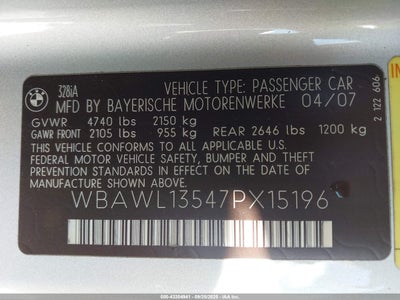 328iA
VEHICLE TYPE: PASSENGER CAR
MFD BY BAYERISCHE MOTORENWERKE 04/07
GVWR 4740 lbs 2150 kg
GAWR FRONT 2105 lbs 955 kg REAR 2646 lbs 1200 kg
THIS VEHICLE CONFORMS TO ALL APPLICABLE U.S.
FEDERAL MOTOR VEHICLE SAFETY, BUMPER AND THEFT
PREVENTION STANDARDS IN EFFECT ON THE DATE OF
MANUFACTURE SHOWN ABOVE.
WBAWL13547PX15196
2 122 606